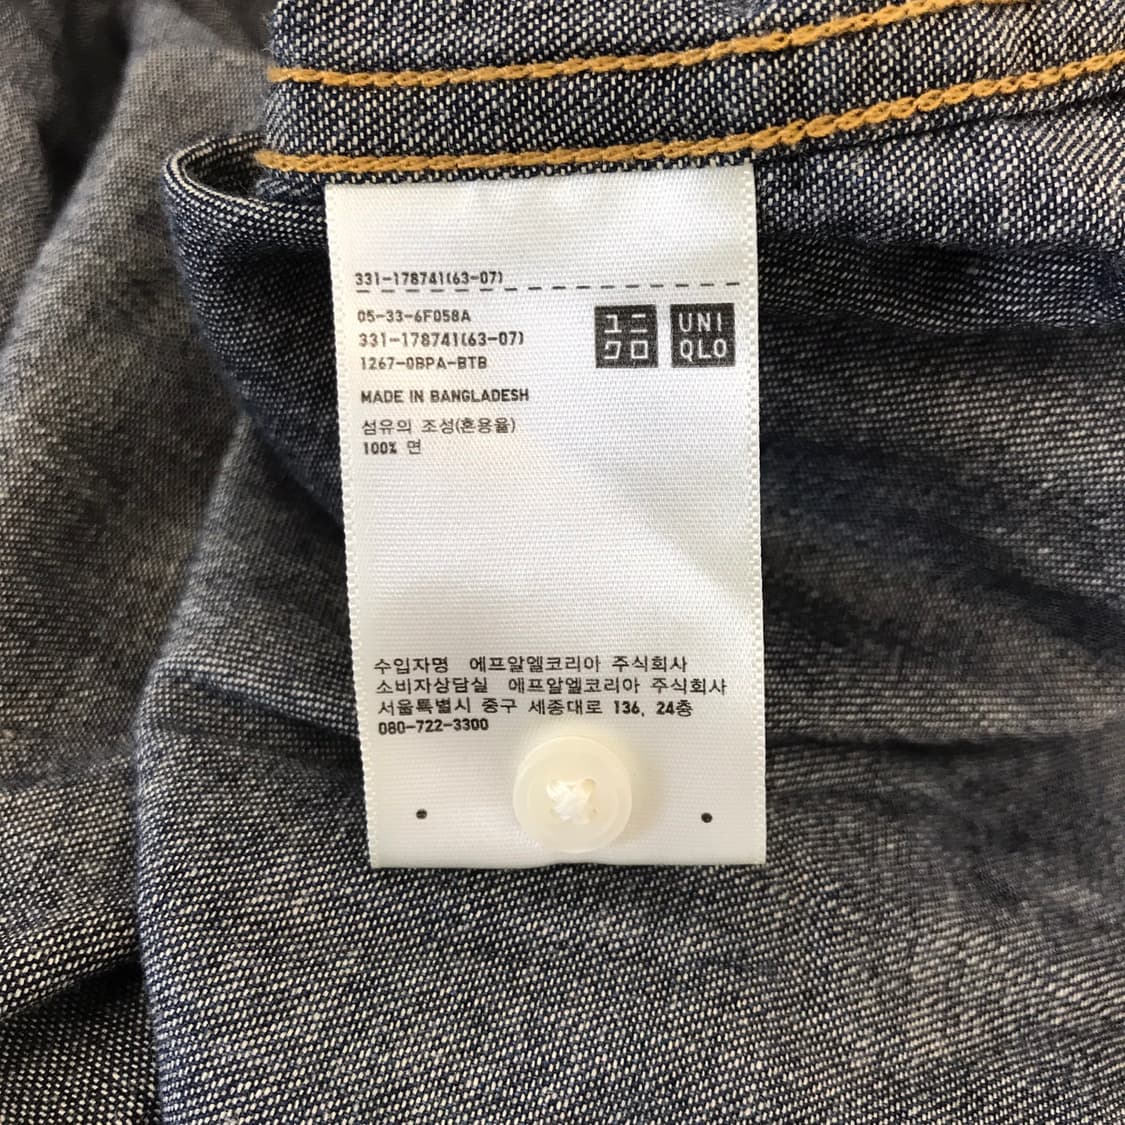 331-178741(63-07)
05-33-6F058A
331-178741(63-07)
1267-0BPA-BTB
ユニ
クロ
UNI
QLO
MADE IN BANGLADESH
섬유의 조성(혼용율)
100% 면
수입자명 에프알엘코리아 주식회사
소비자상담실 에프알엘코리아 주식회사
서울특별시 중구 세종대로 136, 24층
080-722-3300